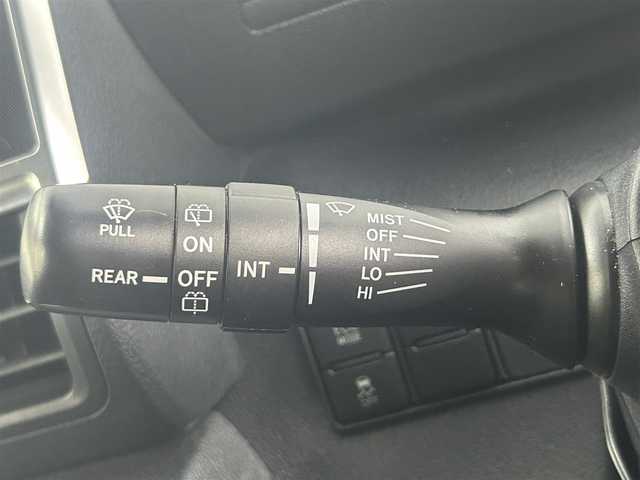 PULL
REAR
ON
OFF
INT
MIST
OFF
INT
LO
HI